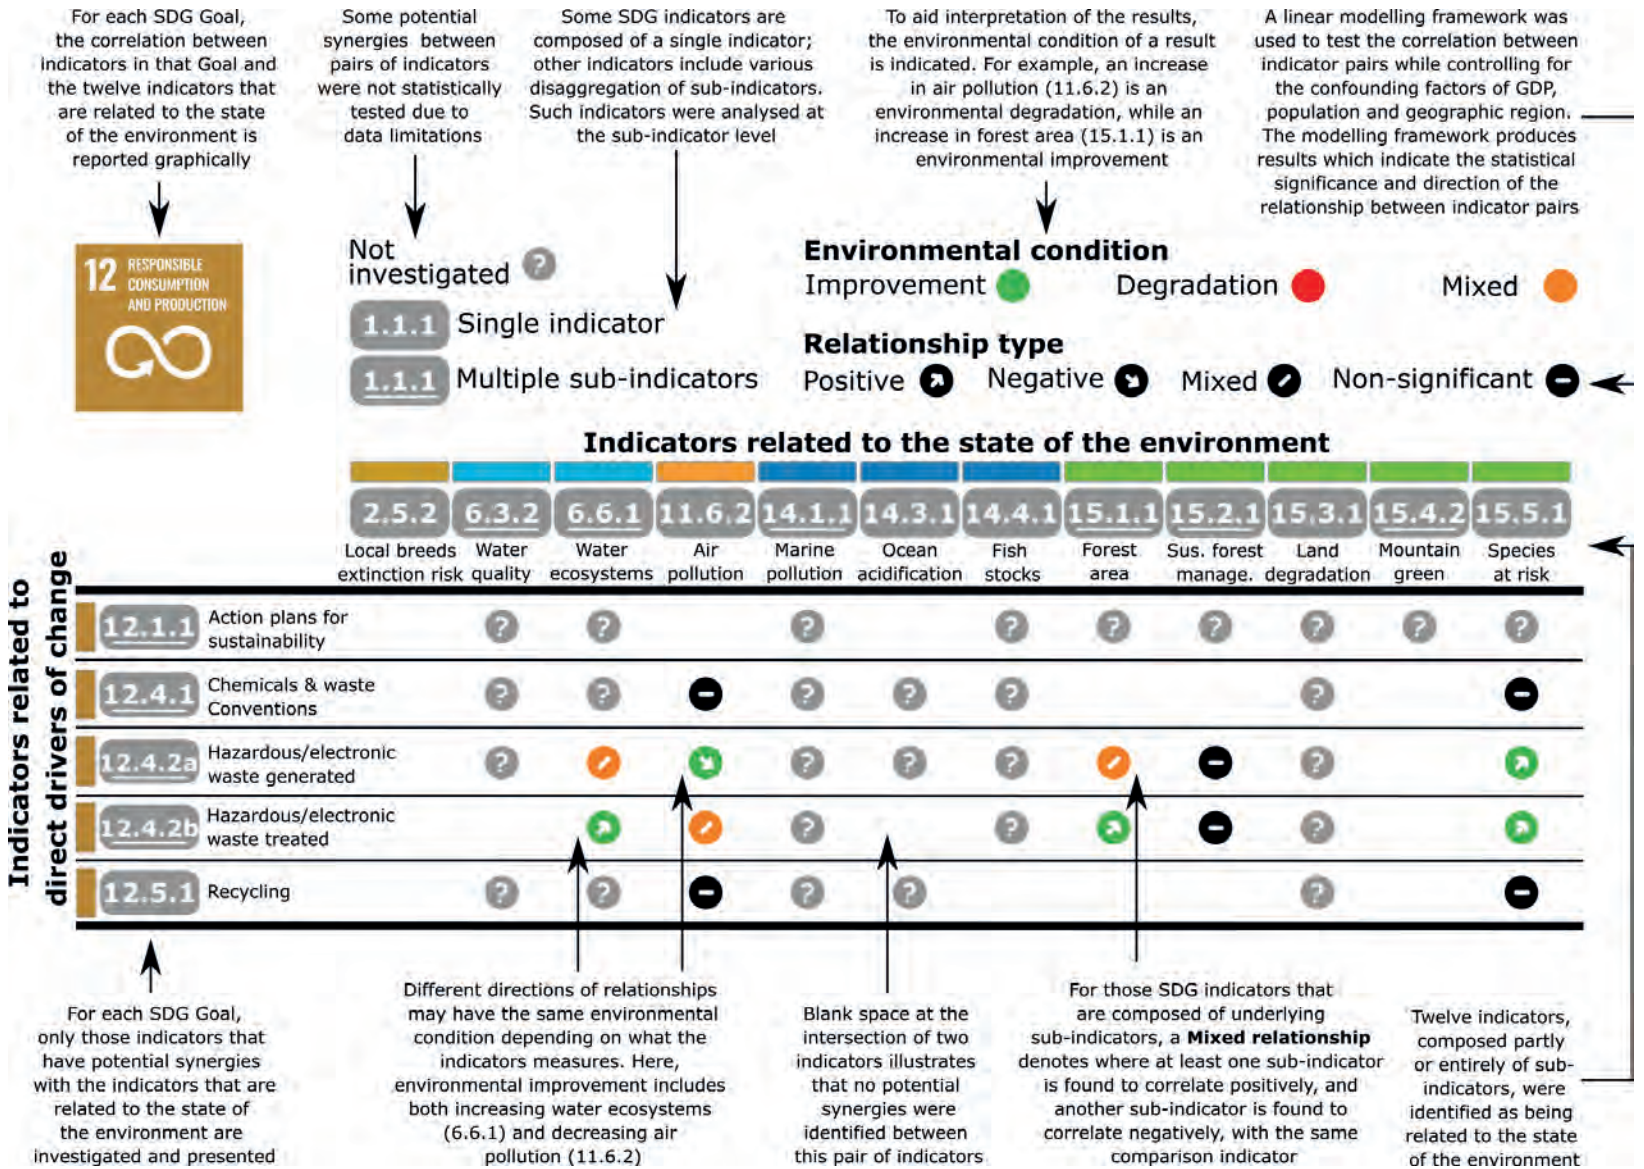 For each SDG Goal,
the correlation between
indicators in that Goal and
the twelve indicators that
are related to the state
of the environment is
reported graphically
Some potential
synergies between
pairs of indicators
were not statistically
tested due to
data limitations
Some SDG indicators are
composed of a single indicator;
other indicators include various
disaggregation of sub-indicators.
Such indicators were analysed at
the sub-indicator level
To aid interpretation of the results,
the environmental condition of a result
is indicated. For example, an increase
in air pollution (11.6.2) is an
environmental degradation, while an
increase in forest area (15.1.1) is an
environmental improvement
A linear modelling framework was
used to test the correlation between
indicator pairs while controlling for
the confounding factors of GDP,
population and geographic region.
The modelling framework produces
results which indicate the statistical
significance and direction of the
relationship between indicator pairs
12 RESPONSIBLE
CONSUMPTION
AND PRODUCTION
Not
investigated ?
1.1.1 Single indicator
1.1.1 Multiple sub-indicators
Environmental condition
Improvement Degradation Mixed
Relationship type
Positive Negative Mixed Non-significant
Indicators related to the state of the environment
2.5.2 6.3.2 6.6.1 11.6.2 14.1.1 14.3.1 14.4.1 15.1.1 15.2.1 15.3.1 15.4.2 15.5.1
Local breeds Water Water Air Marine Ocean Fish Forest Sus. forest Land Mountain Species
extinction risk quality ecosystems pollution pollution acidification stocks area manage. degradation green at risk
Indicators related to
direct drivers of change
12.1.1 Action plans for
sustainability
? ? ? ? ? ? ? ? ?
12.4.1 Chemicals & waste
Conventions
? ? ? ? ? ?
12.4.2a Hazardous/electronic
waste generated
? ? ? ? ?
12.4.2b Hazardous/electronic
waste treated
? ? ?
12.5.1 Recycling
? ? ? ? ?
For each SDG Goal,
only those indicators that
have potential synergies
with the indicators that are
related to the state of
the environment are
investigated and presented
Different directions of relationships
may have the same environmental
condition depending on what the
indicators measures. Here,
environmental improvement includes
both increasing water ecosystems
(6.6.1) and decreasing air
pollution (11.6.2)
Blank space at the
intersection of two
indicators illustrates
that no potential
synergies were
identified between
this pair of indicators
For those SDG indicators that
are composed of underlying
sub-indicators, a Mixed relationship
denotes where at least one sub-indicator
is found to correlate positively, and
another sub-indicator is found to
correlate negatively, with the same
comparison indicator
Twelve indicators,
composed partly
or entirely of sub-
indicators, were
identified as being
related to the state
of the environment